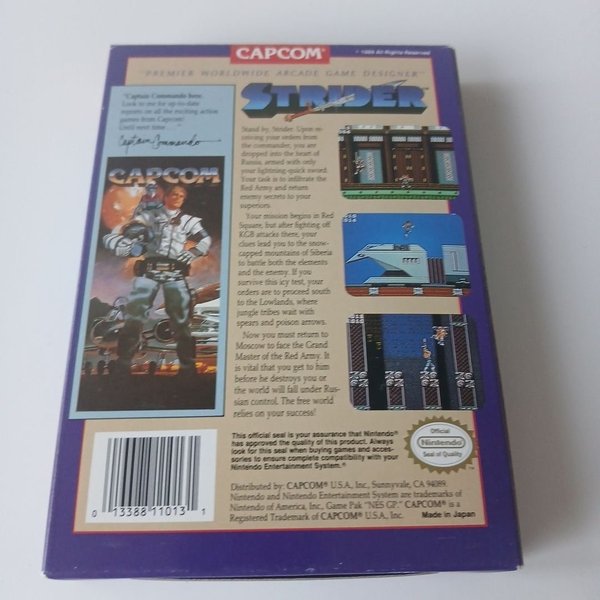 CAPCOM®
© 1989 All Rights Reserved
"PREMIER WORLDWIDE ARCADE GAME DESIGNER"
"Captain Commando here.
Look to me for up-to-date
reports on all the exciting action
games from Capcom!
Until next time . . .
Captain Commando
CAPCOM
STRIDER™
Stand by, Strider. Upon re-
ceiving your orders from
the commander, you are
dropped into the heart of
Russia, armed with only
your lightning-quick sword.
Your task is to infiltrate the
Red Army and return
enemy secrets to your
superiors.
Your mission begins in Red
Square, but after fighting off
KGB attacks there, your
clues lead you to the snow-
capped mountains of Siberia
to battle both the elements
and the enemy. If you
survive this icy test, your
orders are to proceed south
to the Lowlands, where
jungle tribes wait with
spears and poison arrows.
Now you must return to
Moscow to face the Grand
Master of the Red Army. It
is vital that you get to him
before he destroys you or
the world will fall under Rus-
sian control. The free world
relies on your success!
This official seal is your assurance that Nintendo®
has approved the quality of this product. Always
look for this seal when buying games and acces-
sories to ensure complete compatibility with your
Nintendo Entertainment System.®
Official
Nintendo
Seal of Quality
Distributed by: CAPCOM® U.S.A., Inc., Sunnyvale, CA 94089.
Nintendo and Nintendo Entertainment System are trademarks of
Nintendo of America, Inc., Game Pak "NES GP." CAPCOM® is a
Registered Trademark of CAPCOM® U.S.A., Inc.
Made in Japan
0 13388 11013 1